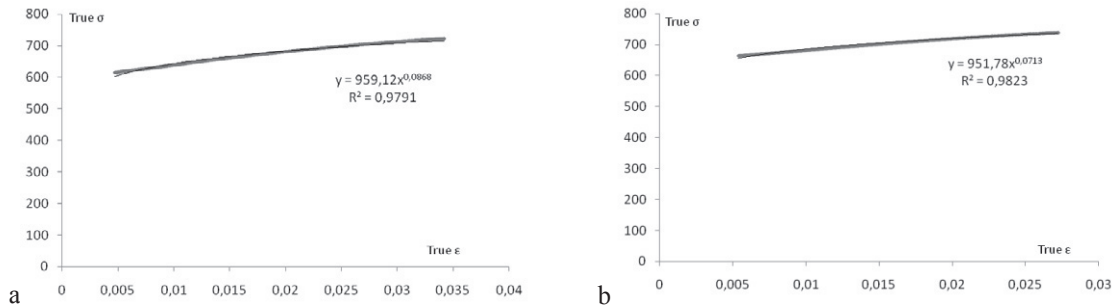 True σ
800
700
600
500
400
300
200
100
0
y = 959,12x^0,0868
R² = 0,9791
True ε
0 0,005 0,01 0,015 0,02 0,025 0,03 0,035 0,04
a
True σ
800
700
600
500
400
300
200
100
0
y = 951,78x^0,0713
R² = 0,9823
True ε
0 0,005 0,01 0,015 0,02 0,025 0,03
b